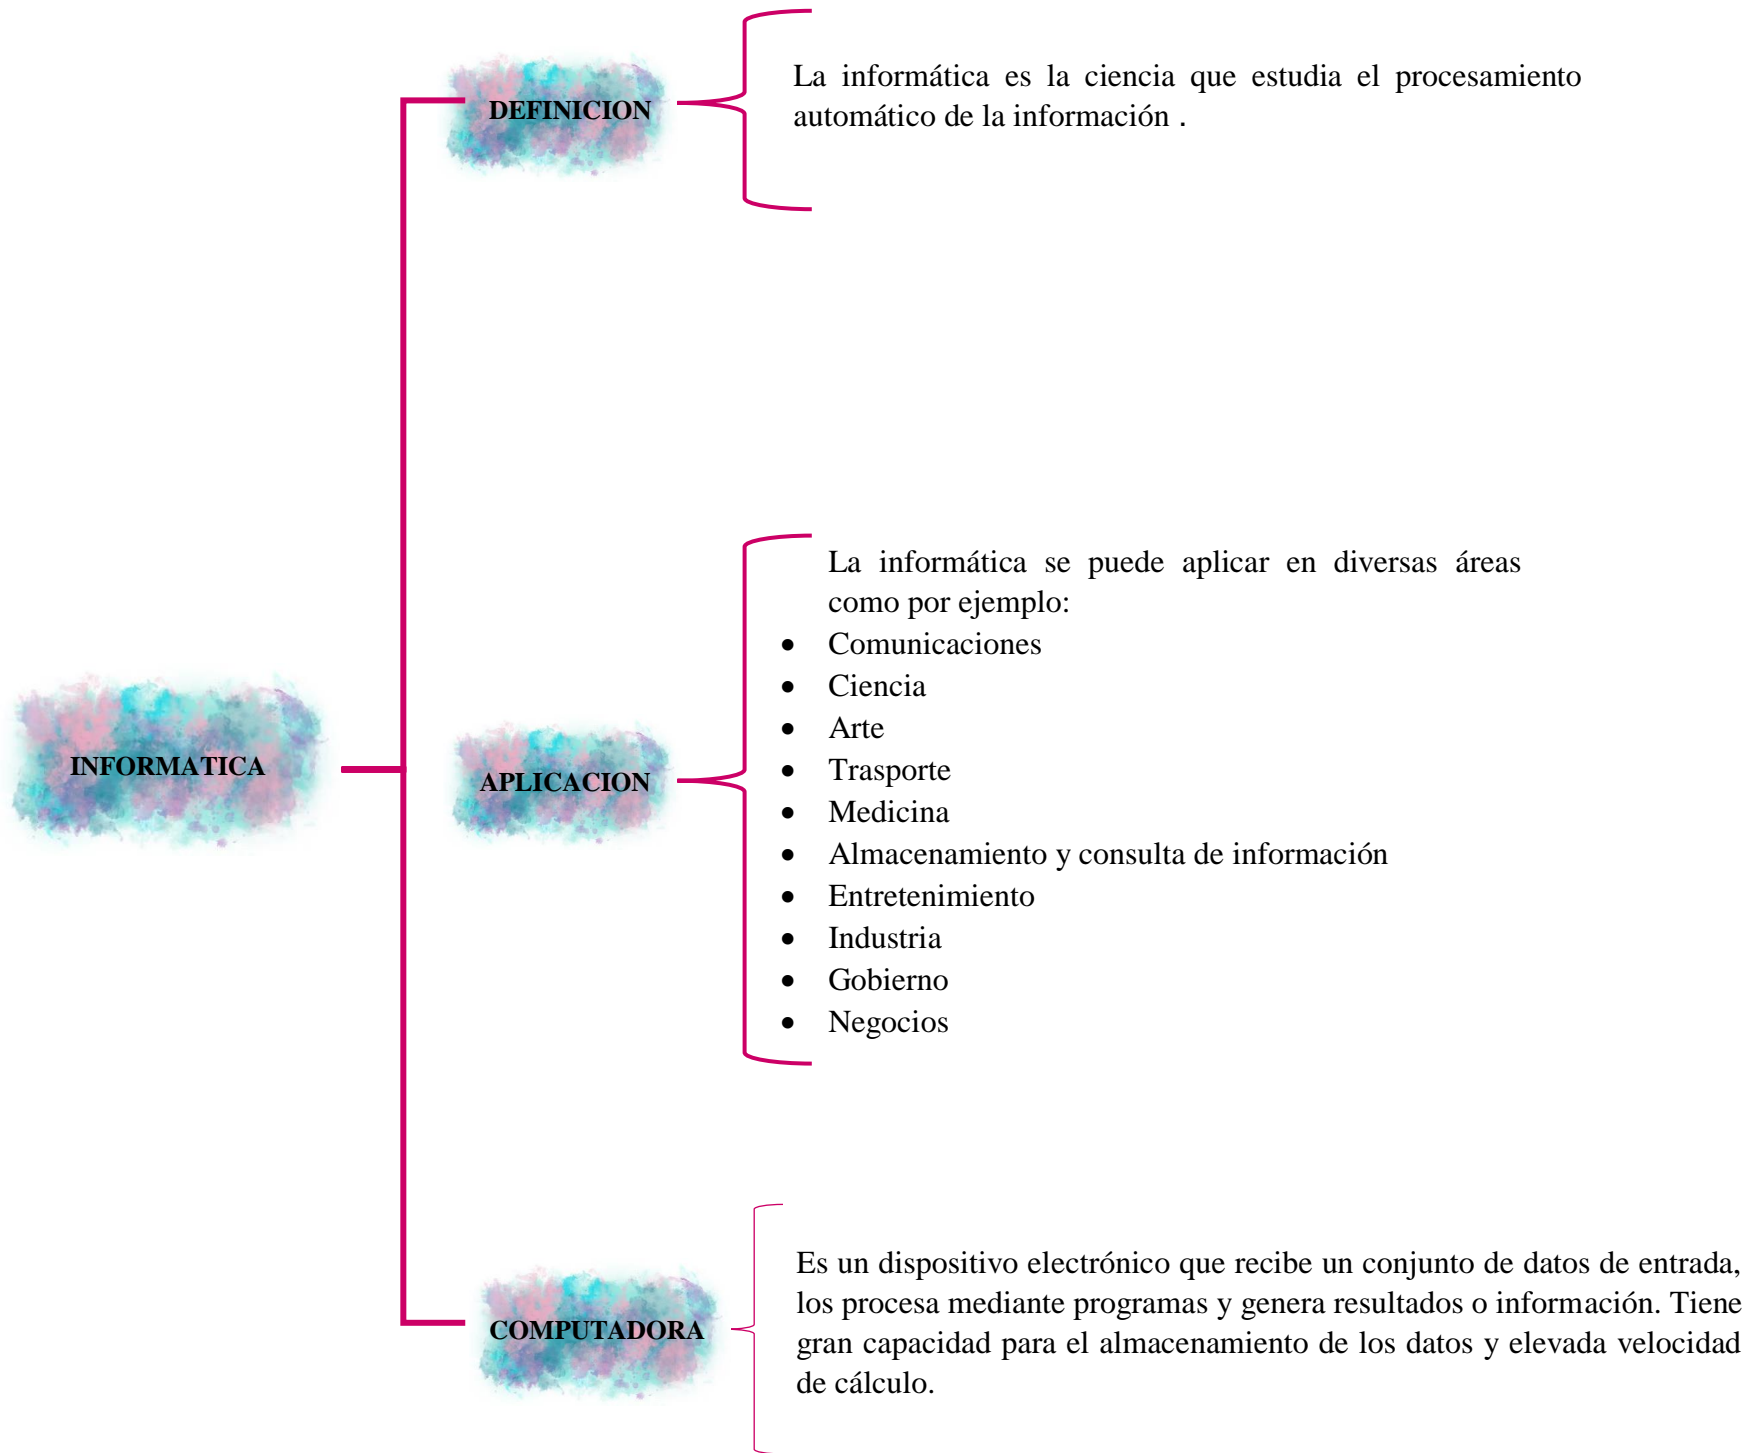 DEFINICION
La informática es la ciencia que estudia el procesamiento
automático de la información .
INFORMATICA
APLICACION
La informática se puede aplicar en diversas áreas
como por ejemplo:
• Comunicaciones
• Ciencia
• Arte
• Trasporte
• Medicina
• Almacenamiento y consulta de información
• Entretenimiento
• Industria
• Gobierno
• Negocios
COMPUTADORA
Es un dispositivo electrónico que recibe un conjunto de datos de entrada,
los procesa mediante programas y genera resultados o información. Tiene
gran capacidad para el almacenamiento de los datos y elevada velocidad
de cálculo.